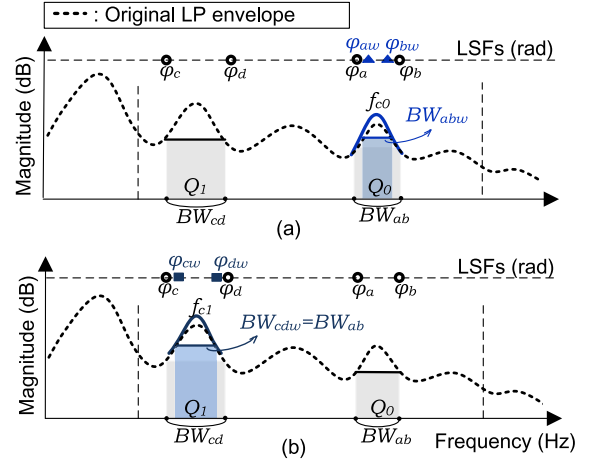 : Original LP envelope
Magnitude (dB)
φaw φbw LSFs (rad)
φc φd φa φb
fc0
BWabw
Q1 Q0
BWcd BWab
(a)
Magnitude (dB)
φcw φdw LSFs (rad)
φc φd φa φb
fc1
BWcdw=BWab
Q1 Q0
BWcd BWab
(b) Frequency (Hz)